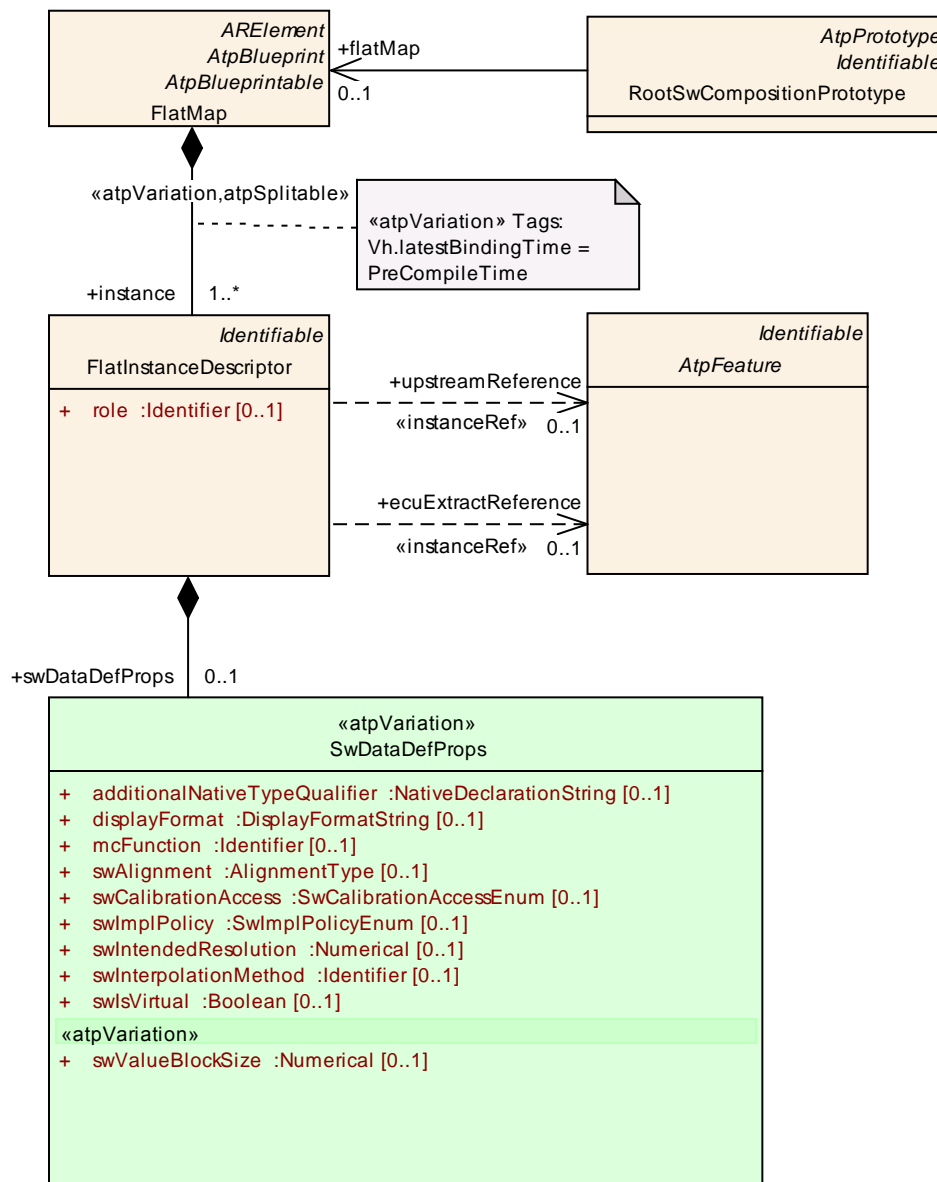 ARElement
AtpBlueprint
AtpBlueprintable
FlatMap
+flatMap
0..1
AtpPrototype
Identifiable
RootSwCompositionPrototype
«atpVariation,atpSplitable»
«atpVariation» Tags:
Vh.latestBindingTime =
PreCompileTime
+instance 1..*
Identifiable
FlatInstanceDescriptor
+ role :Identifier [0..1]
+upstreamReference
«instanceRef» 0..1
+ecuExtractReference
«instanceRef» 0..1
Identifiable
AtpFeature
+swDataDefProps 0..1
«atpVariation»
SwDataDefProps
+ additionalNativeTypeQualifier :NativeDeclarationString [0..1]
+ displayFormat :DisplayFormatString [0..1]
+ mcFunction :Identifier [0..1]
+ swAlignment :AlignmentType [0..1]
+ swCalibrationAccess :SwCalibrationAccessEnum [0..1]
+ swImplPolicy :SwImplPolicyEnum [0..1]
+ swIntendedResolution :Numerical [0..1]
+ swInterpolationMethod :Identifier [0..1]
+ swIsVirtual :Boolean [0..1]
«atpVariation»
+ swValueBlockSize :Numerical [0..1]